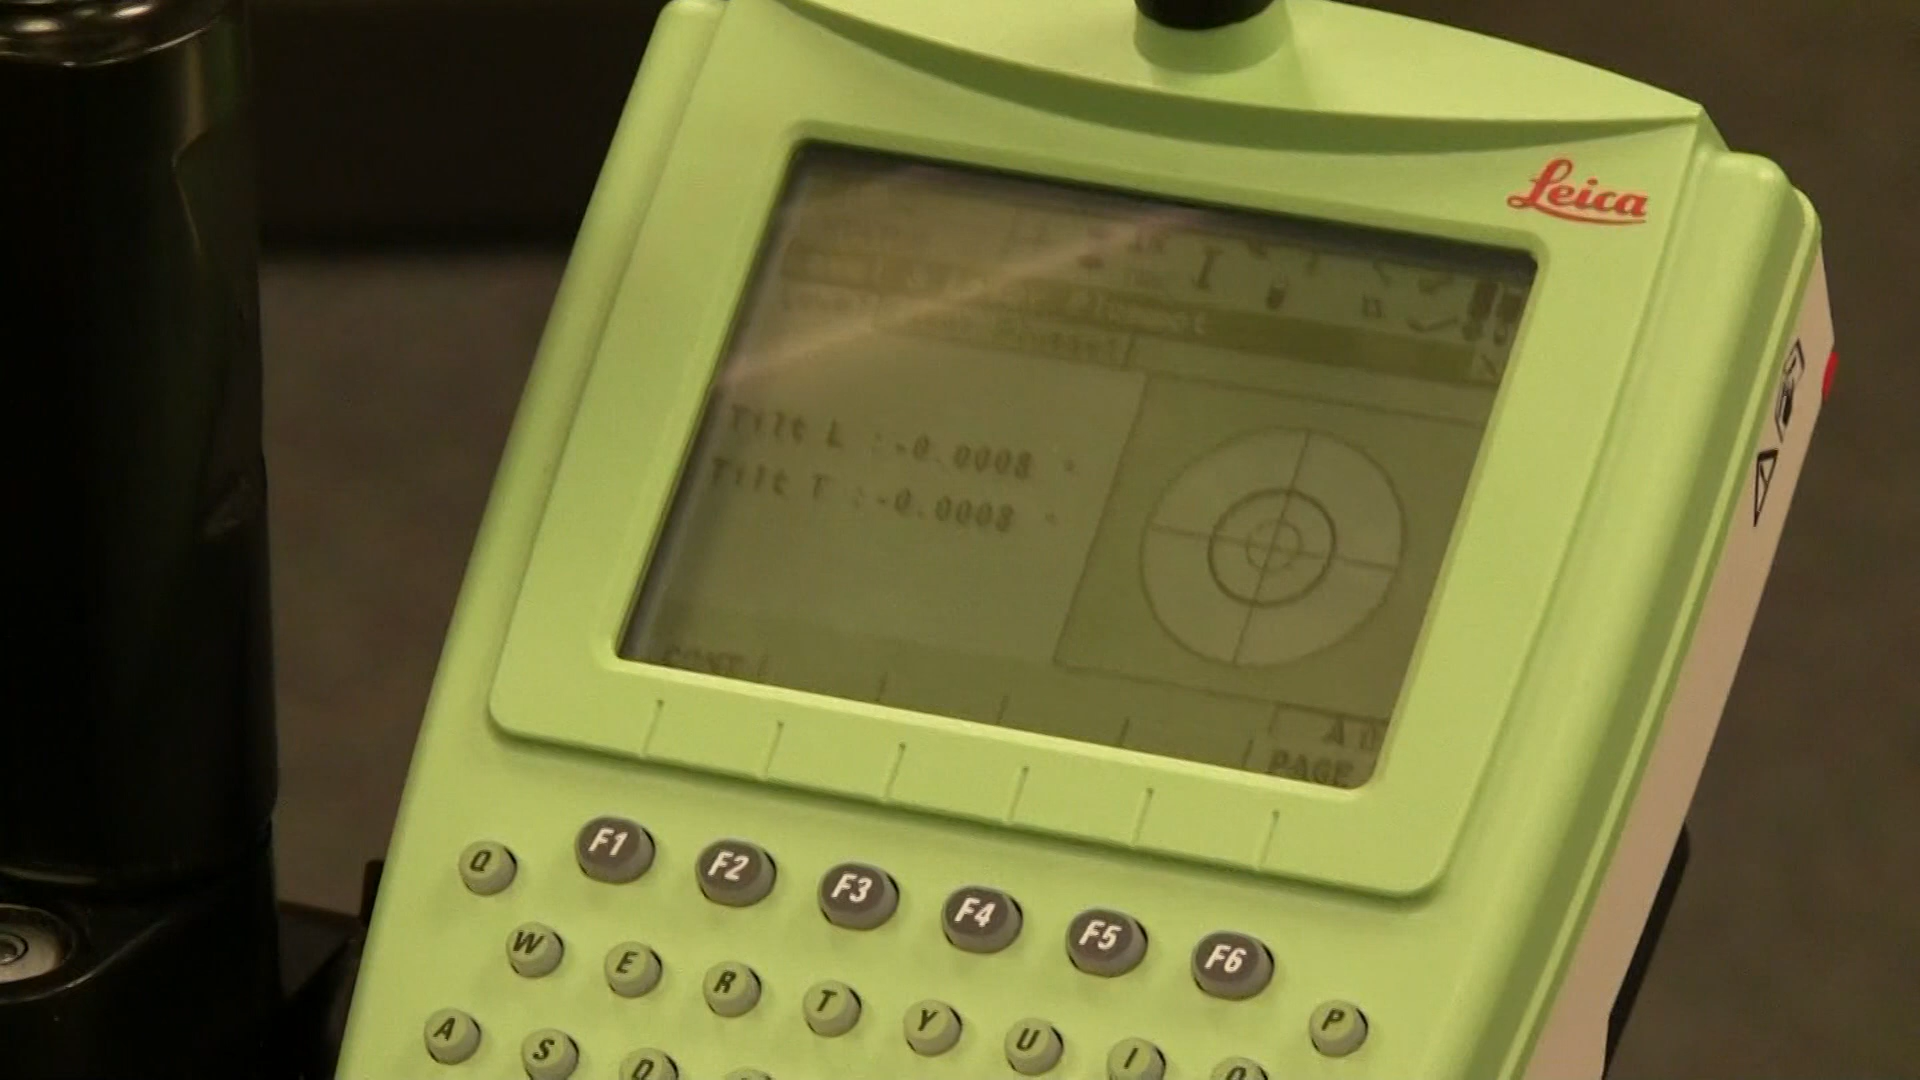 Leica
Tilt L :-0.0008 °
Tilt T :-0.0008 °
CONT
PAGE
F1 F2 F3 F4 F5 F6
Q W E R T Y U I O P
A S D